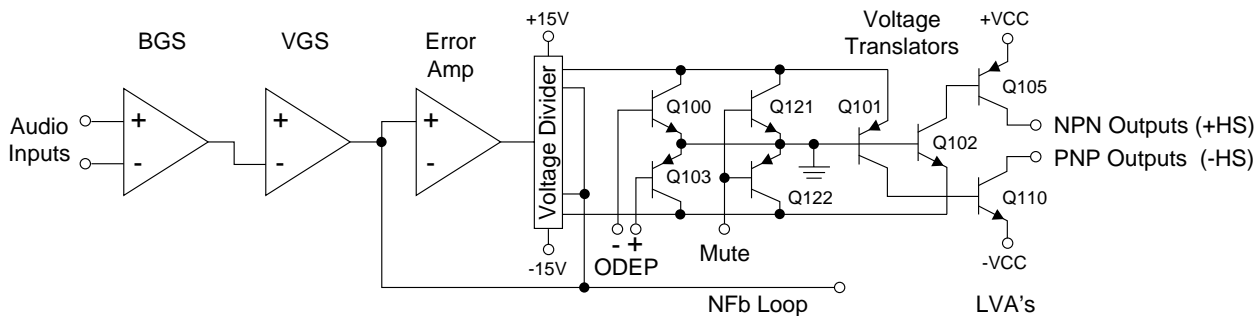 BGS
VGS
Error
Amp
+15V
Voltage
Translators
+VCC
Audio
Inputs
+
-
+
-
+
-
Voltage Divider
Q100
Q121
Q101
Q105
NPN Outputs (+HS)
PNP Outputs (-HS)
Q102
Q103
Q122
Q110
- +
ODEP
Mute
-15V
-VCC
NFb Loop
LVA's